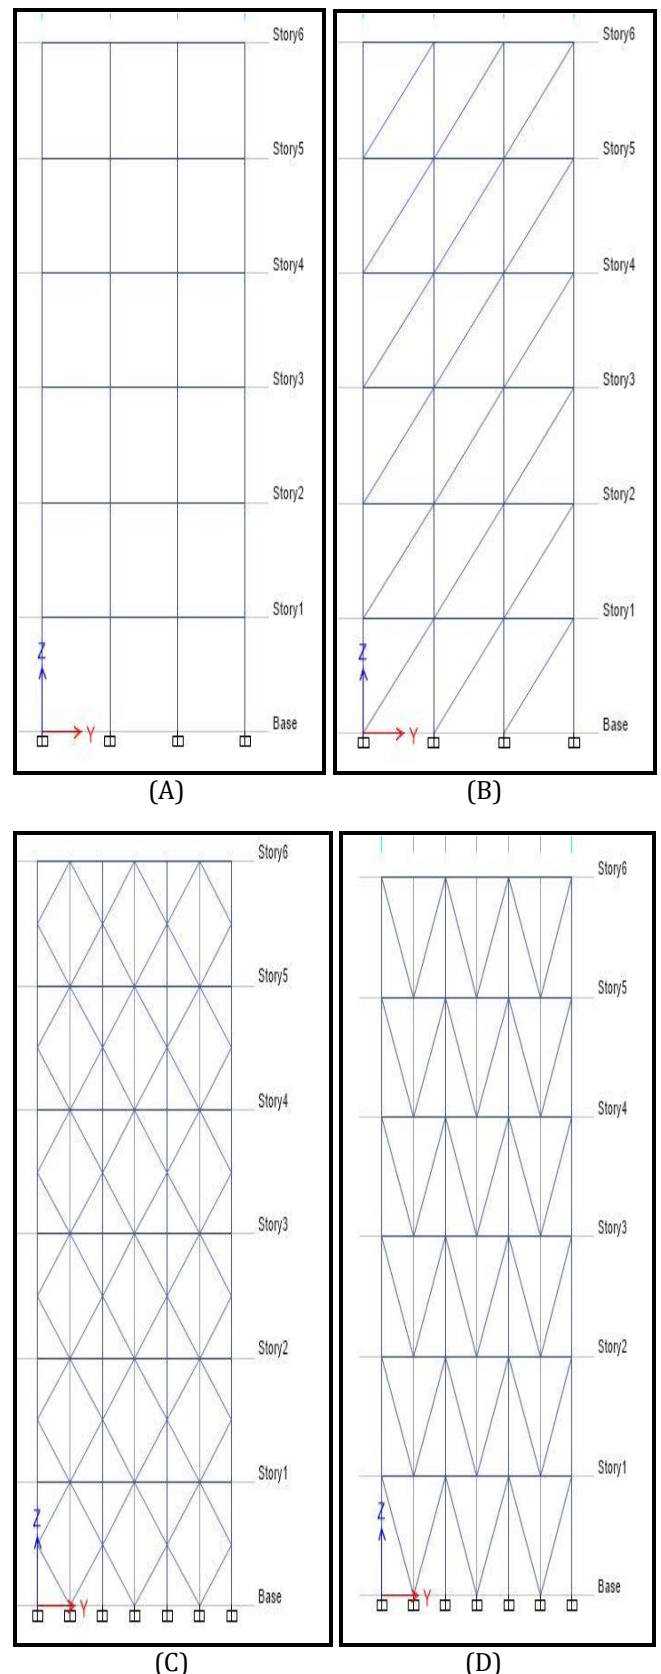 Story6
Story5
Story4
Story3
Story2
Story1
Z
Base
Y
(A)
Story6
Story5
Story4
Story3
Story2
Story1
Z
Base
Y
(B)
Story6
Story5
Story4
Story3
Story2
Story1
Z
Base
Y
(C)
Story6
Story5
Story4
Story3
Story2
Story1
Z
Base
Y
(D)